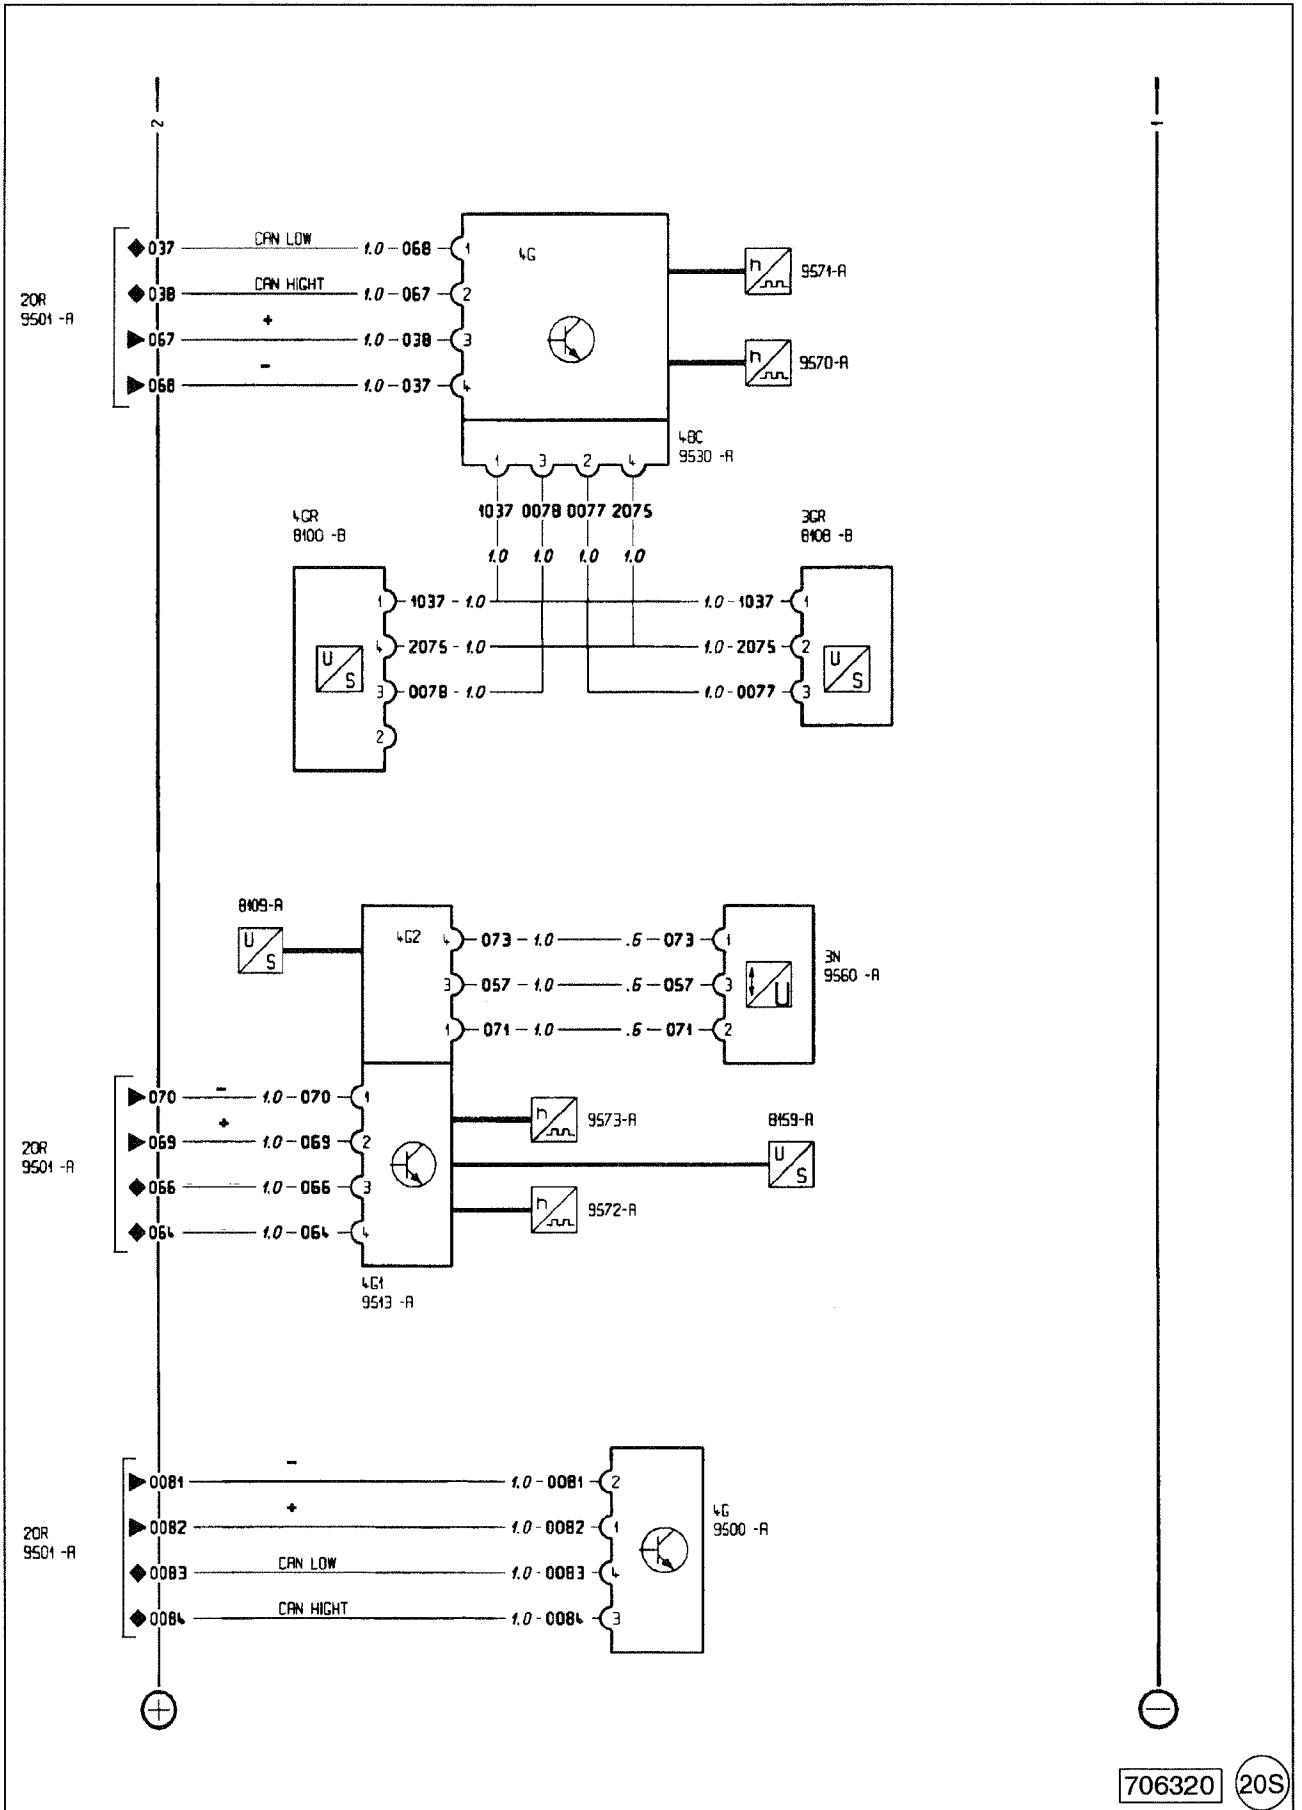 2
1
20R
9501 -A
037 CAN LOW 1.0 - 068 1
038 CAN HIGHT 1.0 - 067 2
+
067 1.0 - 038 3
-
068 1.0 - 037 4
4G
n 9571-A
n 9570-A
4BC
9530 -A
1 3 2 4
1037 0078 0077 2075
1.0 1.0 1.0 1.0
4GR
8100 -B
3GR
8108 -B
1 1037 - 1.0 1.0 - 1037 1
4 2075 - 1.0 1.0 - 2075 2
U S U S
3 0078 - 1.0 1.0 - 0077 3
2
8109-A
U S
4G2
4 073 - 1.0 .6 - 073 1
3 057 - 1.0 .6 - 057 3
1 071 - 1.0 .6 - 071 2
U
3N
9560 -A
20R
9501 -A
-
070 1.0 - 070 1
+
069 1.0 - 069 2
066 1.0 - 066 3
064 1.0 - 064 4
n 9573-A
8159-A
U S
n 9572-A
4G1
9513 -A
20R
9501 -A
-
0081 1.0 - 0081 2
+
0082 1.0 - 0082 1
0083 CAN LOW 1.0 - 0083 4
0084 CAN HIGHT 1.0 - 0084 3
4G
9500 -A
+
-
706320 20S